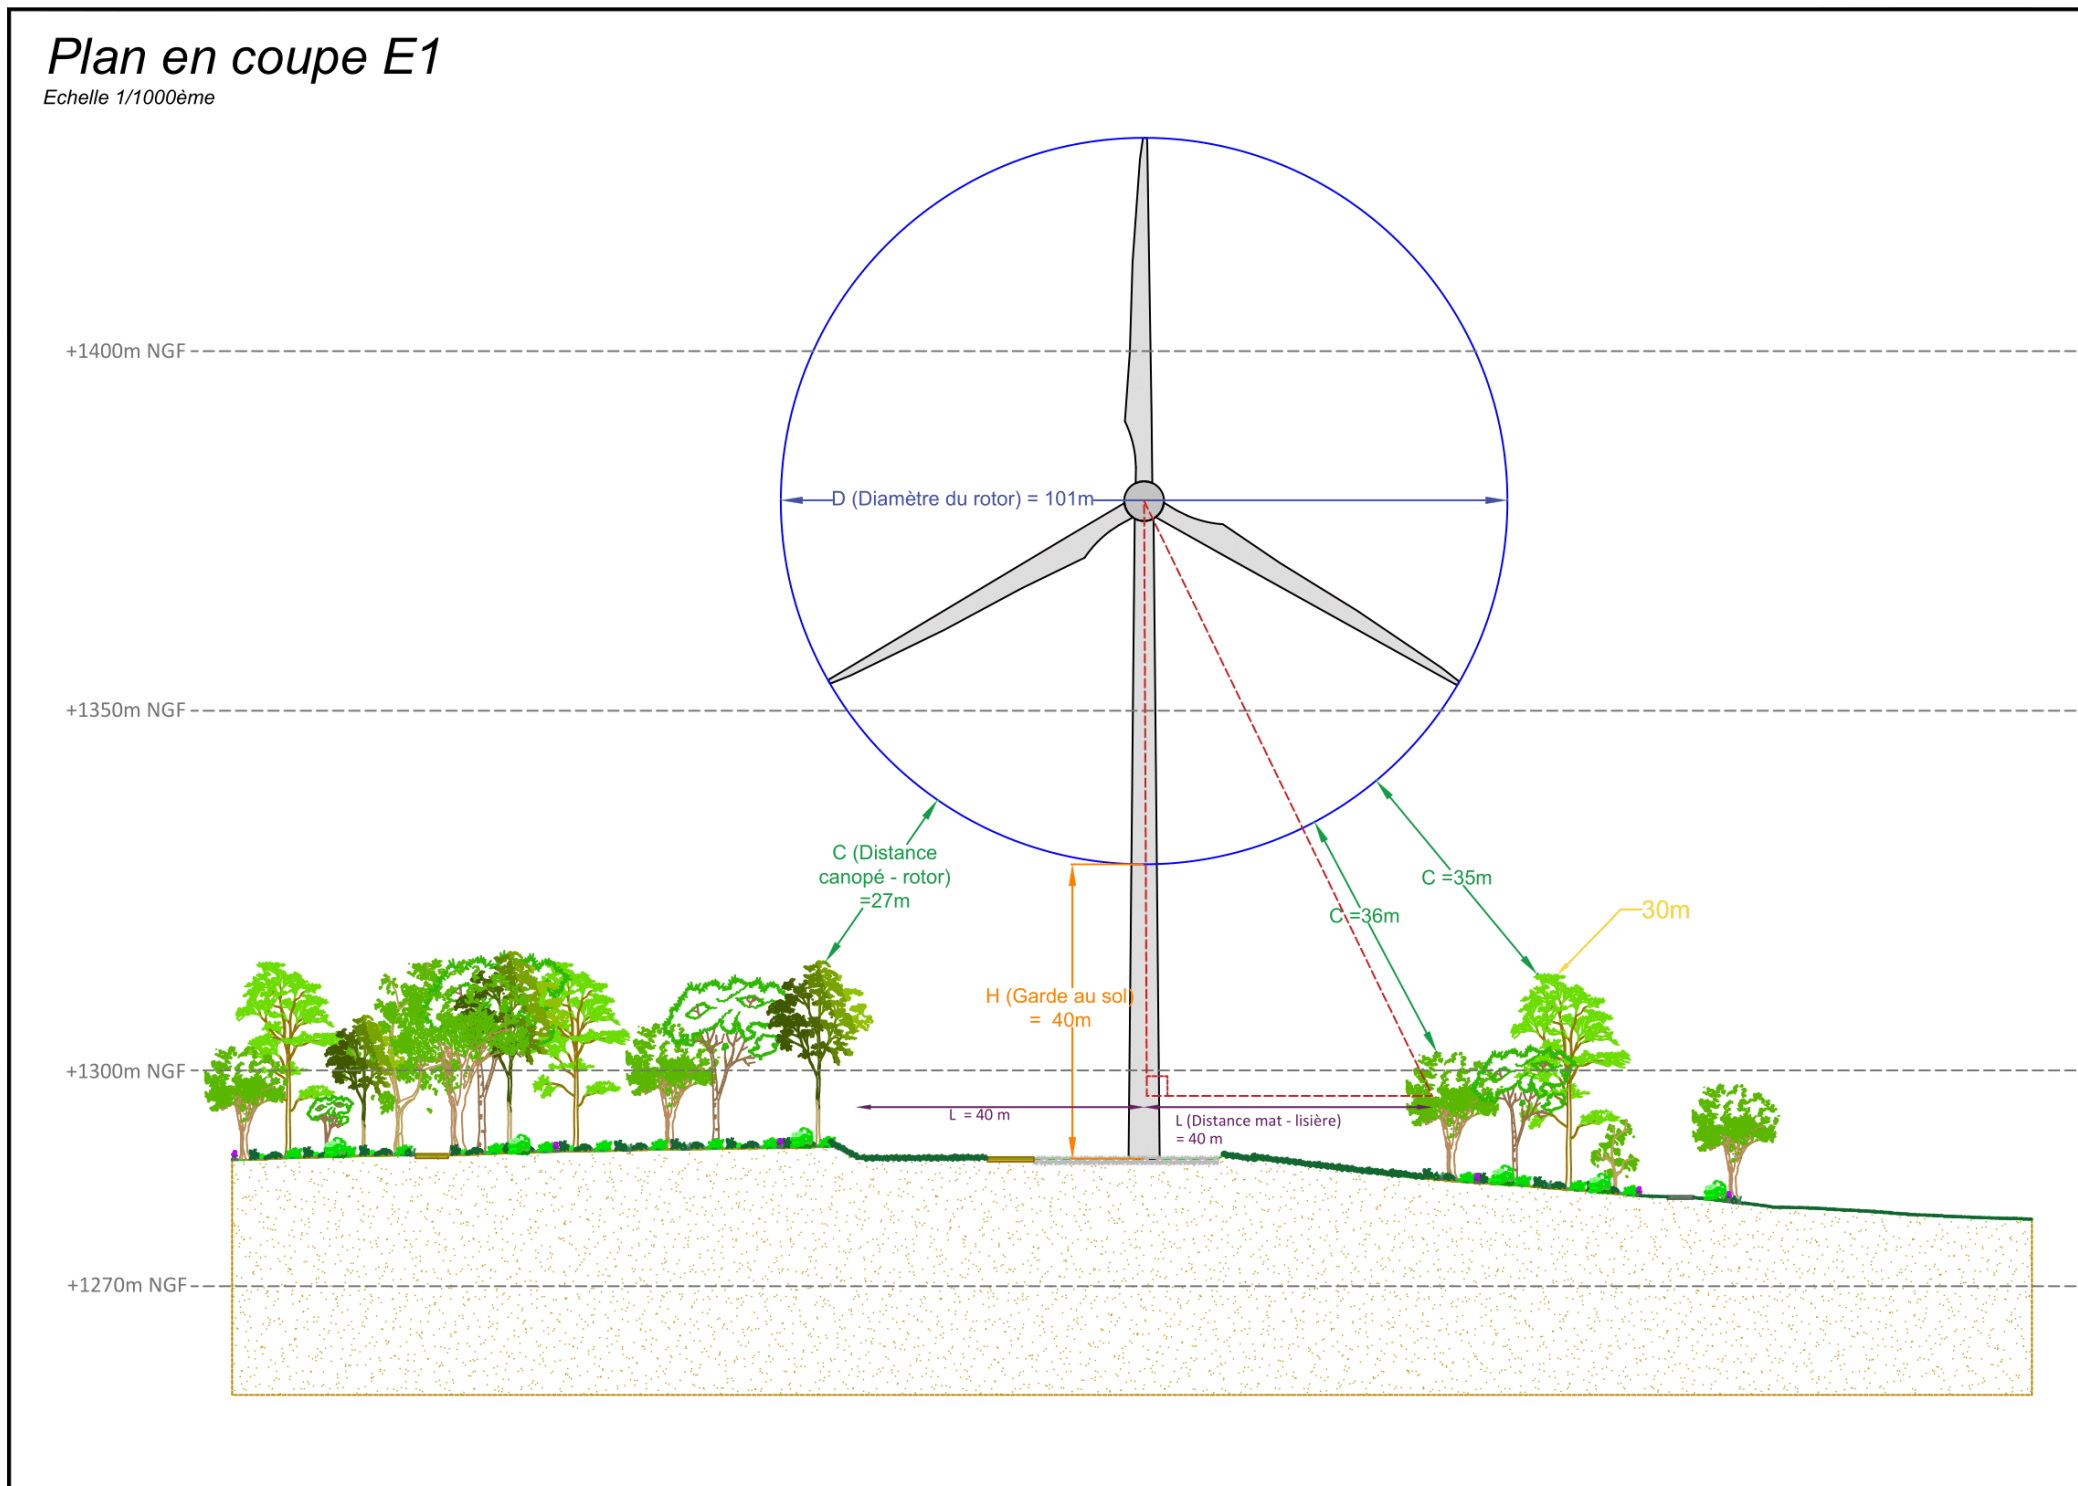 Plan en coupe E1
Echelle 1/1000ème
+1400m NGF
D (Diamètre du rotor) = 101m
+1350m NGF
C (Distance
canopé - rotor)
=27m
C =35m
C =36m
30m
H (Garde au sol)
= 40m
+1300m NGF
L = 40 m
L (Distance mat - lisière)
= 40 m
+1270m NGF